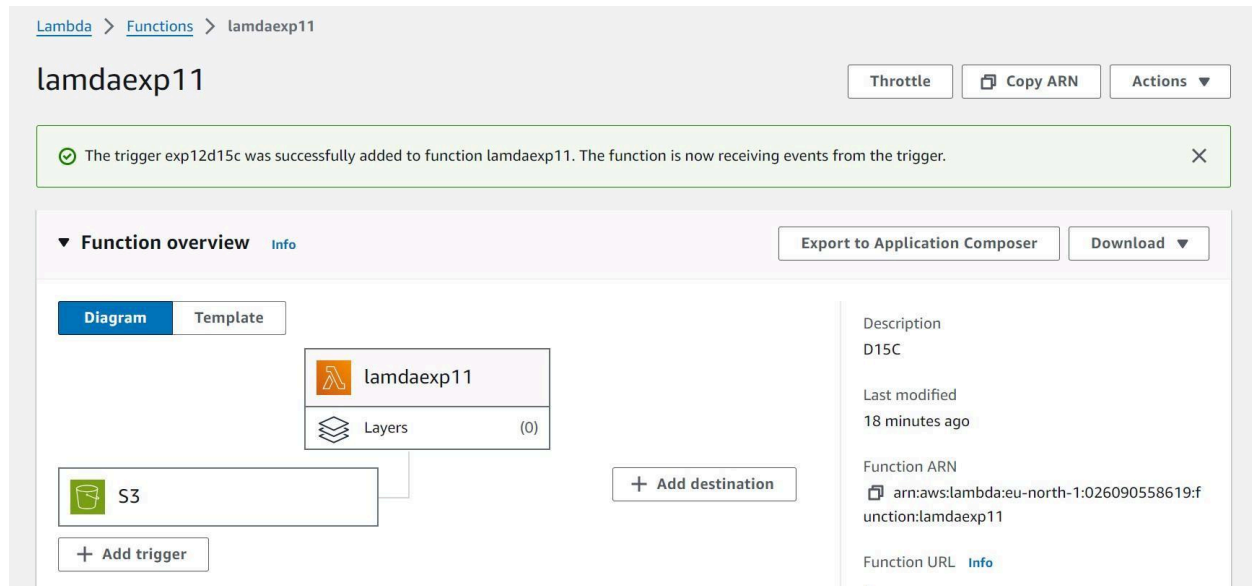 Lambda > Functions > lamdaexp11
lamdaexp11
Throttle
Copy ARN
Actions
The trigger exp12d15c was successfully added to function lamdaexp11. The function is now receiving events from the trigger.
Function overview Info
Export to Application Composer
Download
Diagram
Template
lamdaexp11
Layers (0)
S3
+ Add trigger
+ Add destination
Description
D15C
Last modified
18 minutes ago
Function ARN
arn:aws:lambda:eu-north-1:026090558619:f
unction:lamdaexp11
Function URL Info